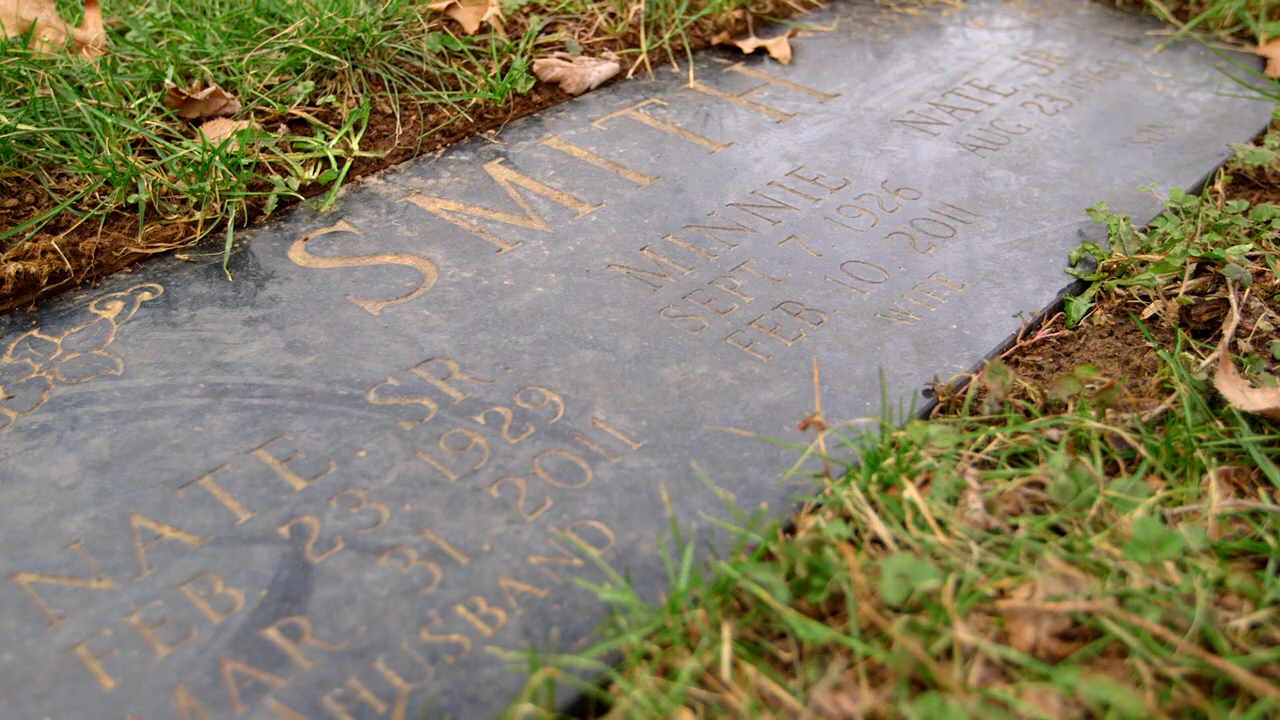 SMITH
NATE SR
FEB. 23. 1929
MAR. 31. 2011
HUSBAND
MINNIE
SEPT 7. 1926
FEB 10. 2011
WIFE
NATE JR
AUG 23.
SON